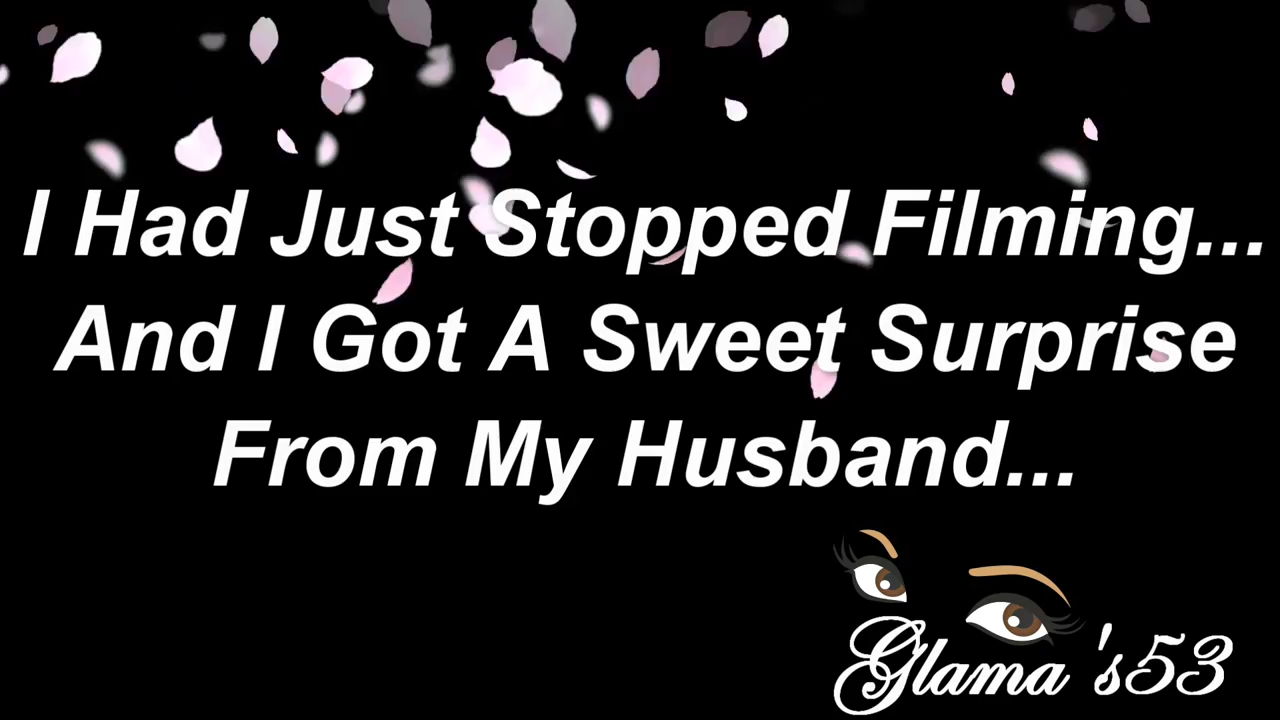 I Had Just Stopped Filming...
And I Got A Sweet Surprise
From My Husband...
Glama's53